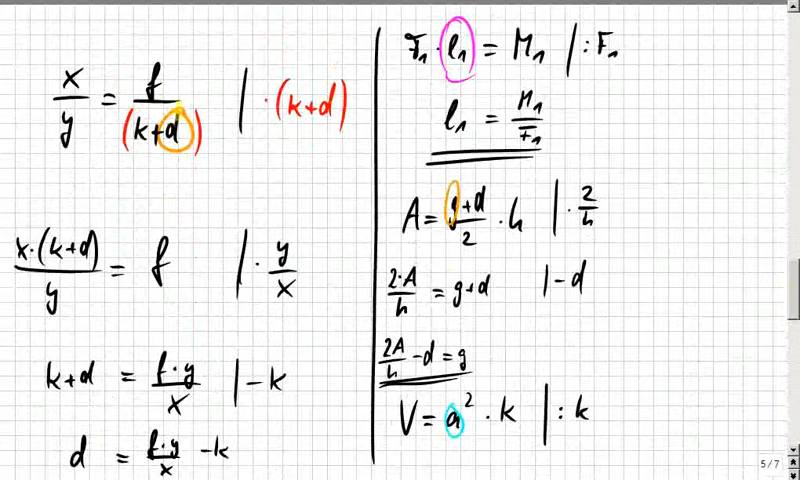 x/y = f/(k+d) | ·(k+d)
x·(k+d)/y = f | · y/x
k+d = f·y/x | -k
d = f·y/x - k
F₁ · l₁ = M₁ | : F₁
l₁ = M₁/F₁
A = g+d/2 · h | · 2/h
2·A/h = g+d | -d
2A/h - d = g
V = a² · k | : k
5/7